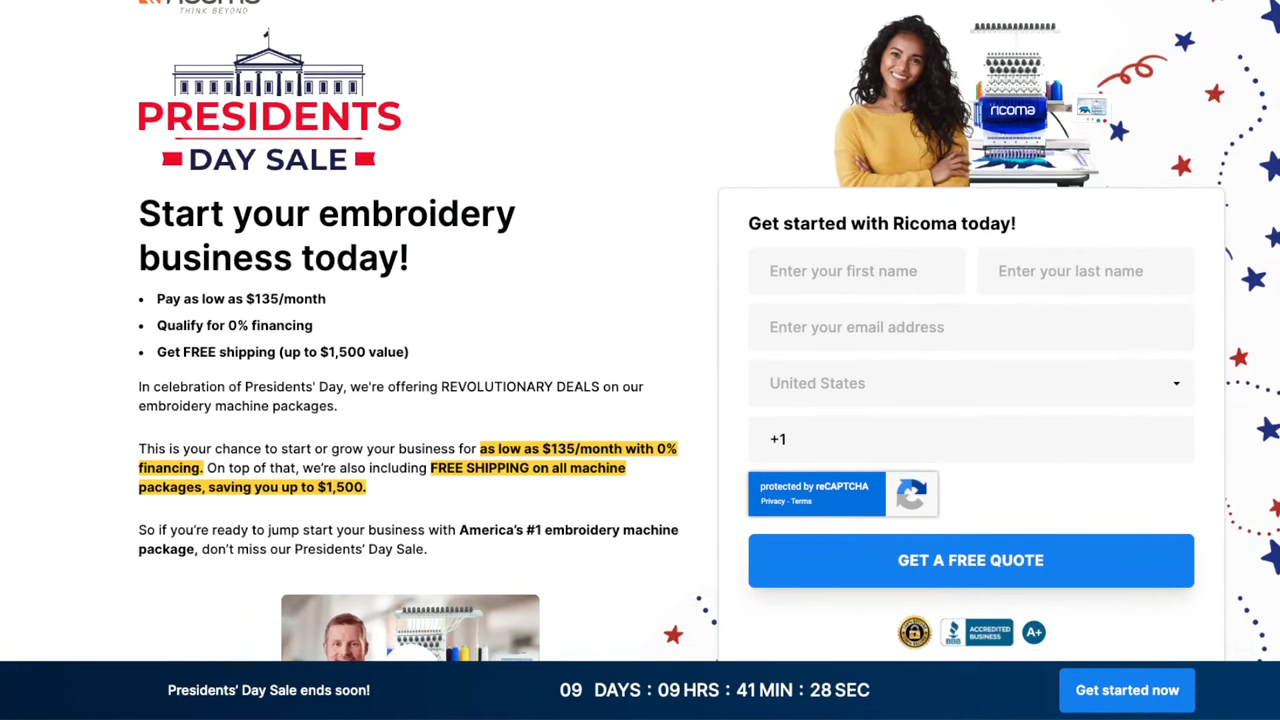 THINK BEYOND
PRESIDENTS
DAY SALE
Start your embroidery
business today!
• Pay as low as $135/month
• Qualify for 0% financing
• Get FREE shipping (up to $1,500 value)
In celebration of Presidents' Day, we're offering REVOLUTIONARY DEALS on our
embroidery machine packages.
This is your chance to start or grow your business for as low as $135/month with 0%
financing. On top of that, we're also including FREE SHIPPING on all machine
packages, saving you up to $1,500.
So if you're ready to jump start your business with America's #1 embroidery machine
package, don't miss our Presidents' Day Sale.
ricoma
Get started with Ricoma today!
Enter your first name
Enter your last name
Enter your email address
United States
+1
protected by reCAPTCHA
Privacy - Terms
GET A FREE QUOTE
BBB
ACCREDITED
BUSINESS
A+
Presidents' Day Sale ends soon!
09 DAYS : 09 HRS : 41 MIN : 28 SEC
Get started now